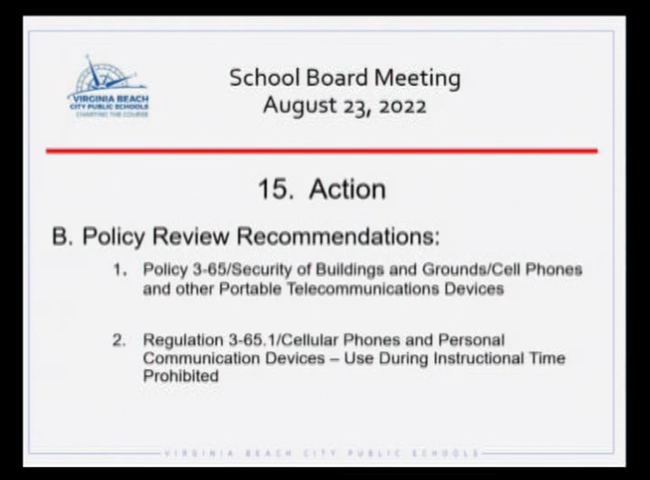 VIRGINIA BEACH
CITY PUBLIC SCHOOLS
CHARTING THE COURSE
School Board Meeting
August 23, 2022
15. Action
B. Policy Review Recommendations:
1. Policy 3-65/Security of Buildings and Grounds/Cell Phones
and other Portable Telecommunications Devices
2. Regulation 3-65.1/Cellular Phones and Personal
Communication Devices – Use During Instructional Time
Prohibited
VIRGINIA BEACH CITY PUBLIC SCHOOLS